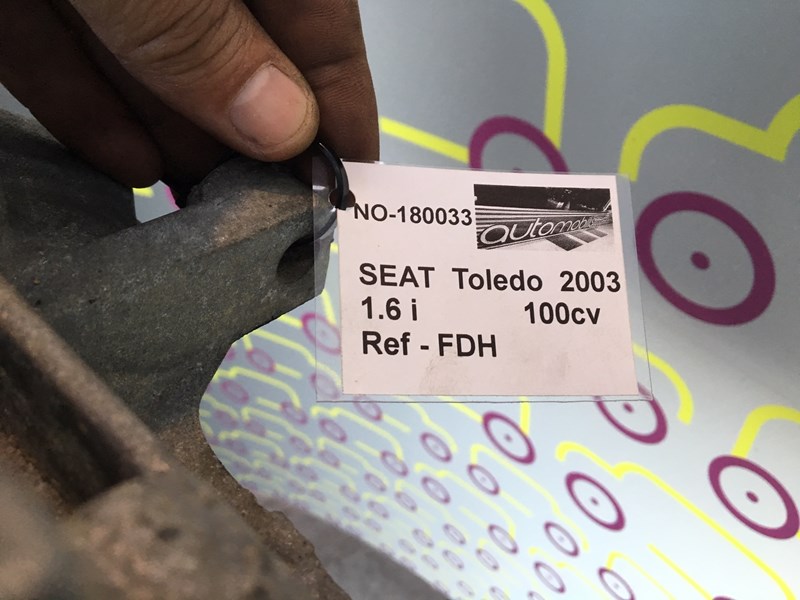 NO-180033
automobile
SEAT Toledo 2003
1.6 i 100cv
Ref - FDH